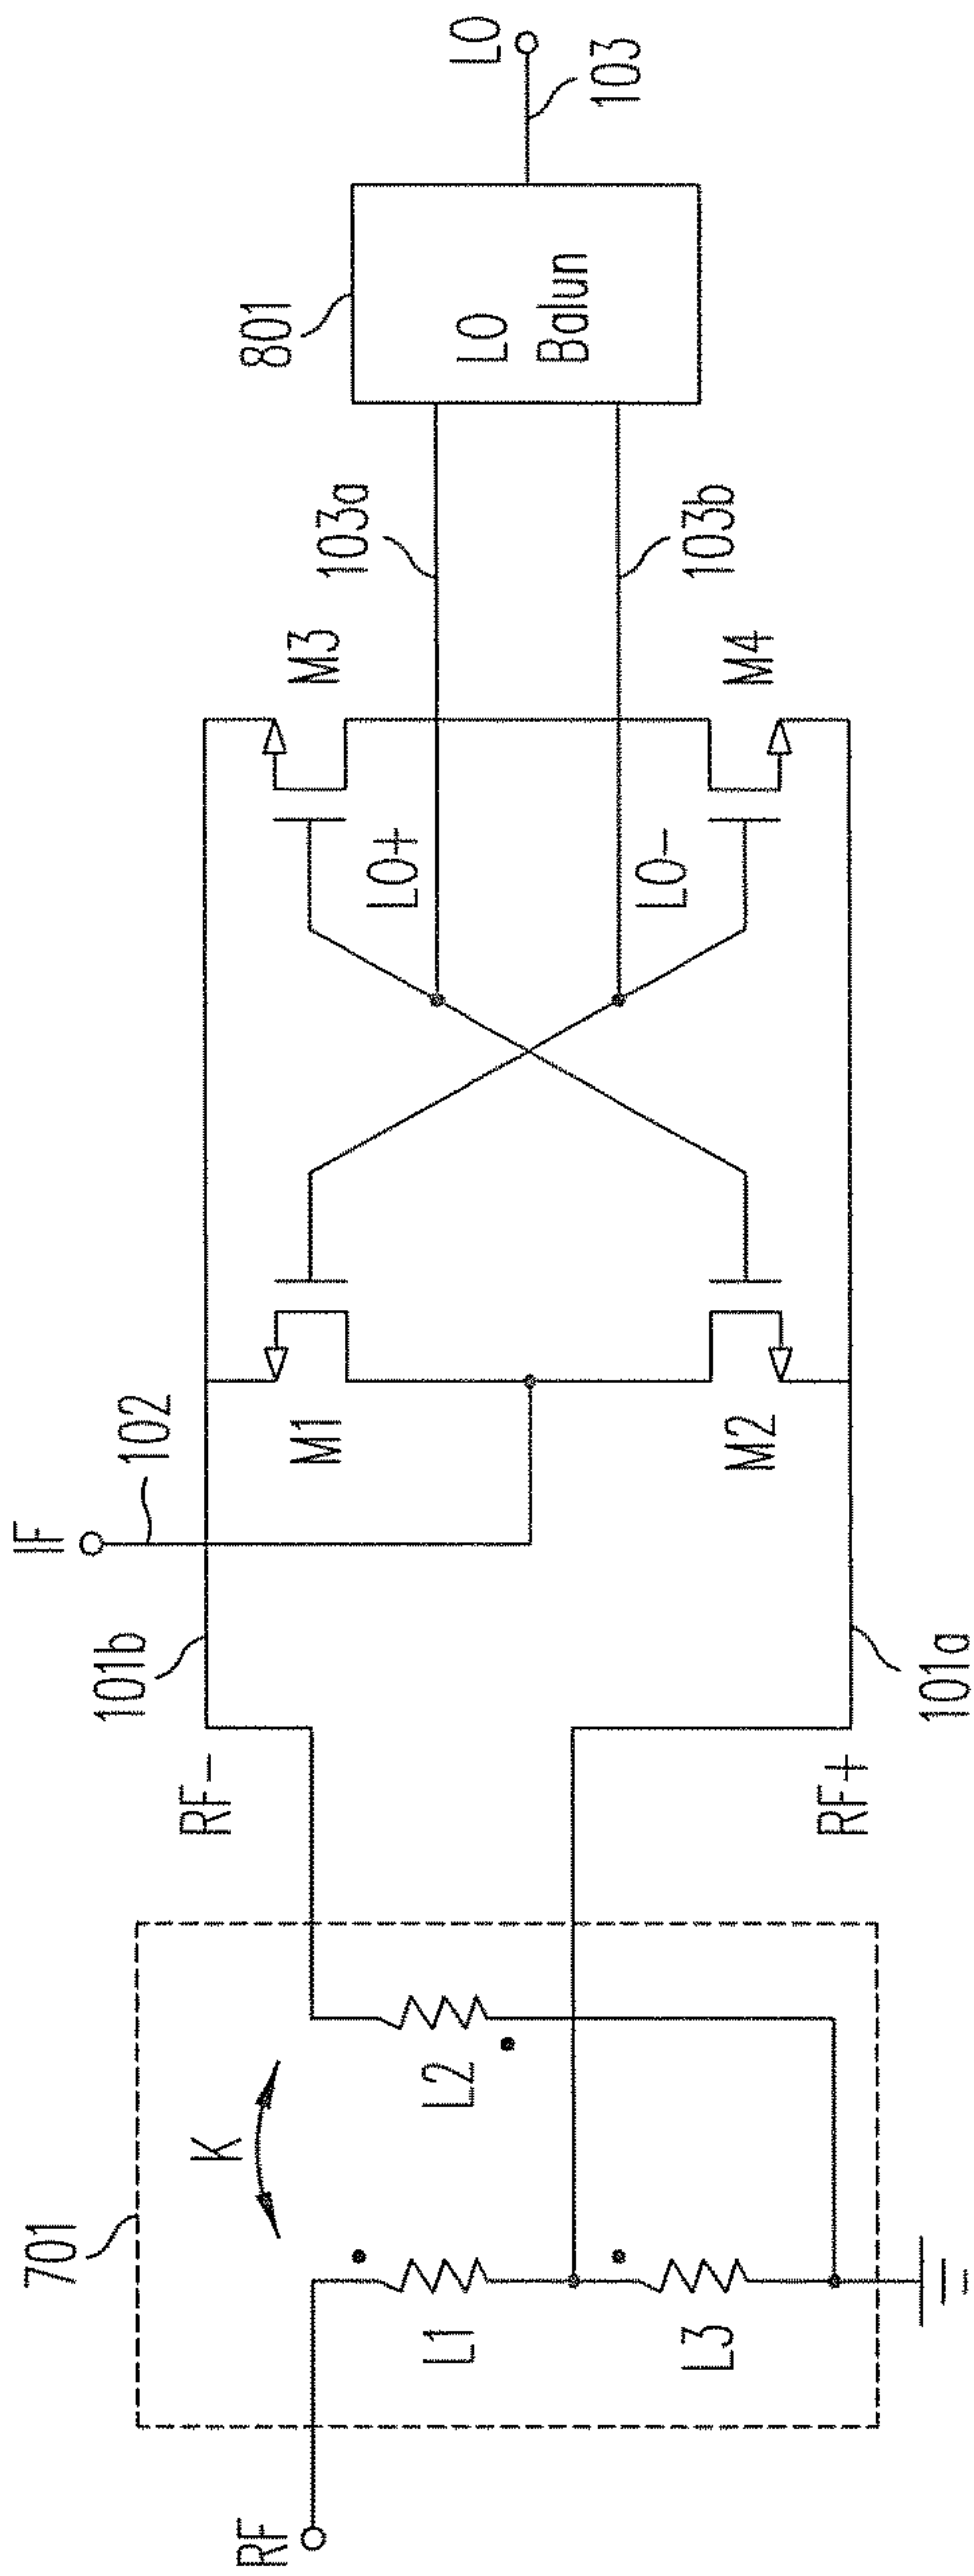 LO
103
801
LO
Balun
103a
103b
M3
M4
LO+
LO-
M1
M2
IF
102
101b
101a
RF-
RF+
701
K
L2
L1
L3
RF